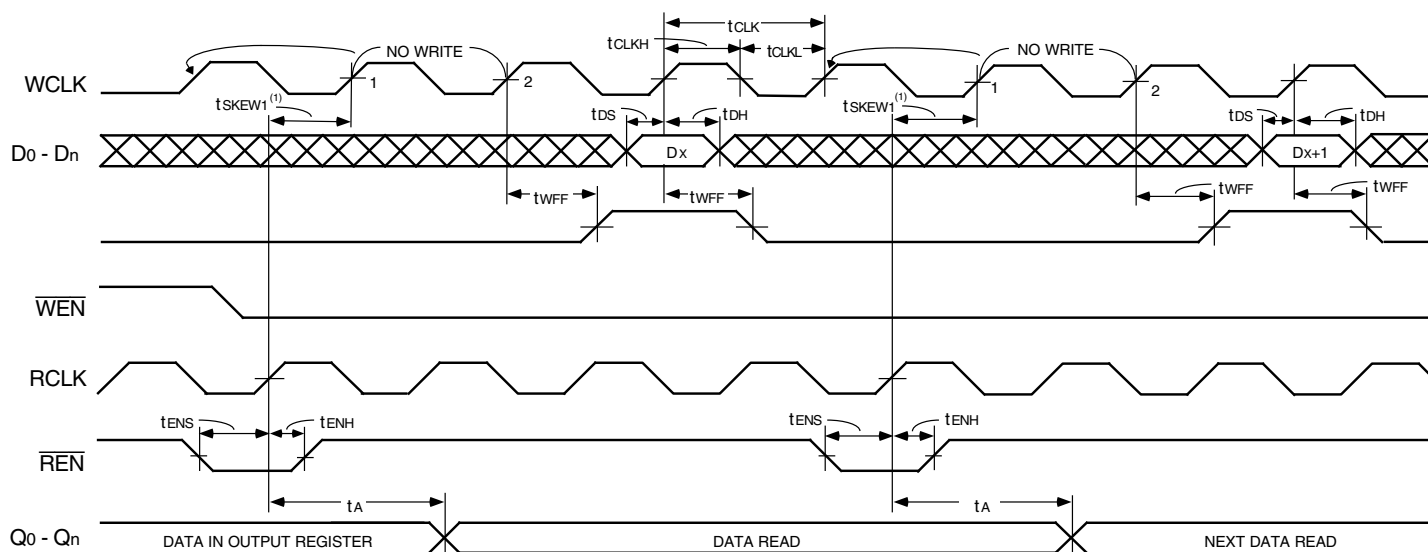 tCLK
tCLKH
tCLKL
NO WRITE
NO WRITE
WCLK
1
2
1
2
tSKEW1(1)
tSKEW1(1)
tDS
tDH
tDS
tDH
D0 - Dn
DX
DX+1
tWFF
tWFF
tWFF
tWFF
WEN
RCLK
tENS
tENH
tENS
tENH
REN
tA
tA
Q0 - Qn
DATA IN OUTPUT REGISTER
DATA READ
NEXT DATA READ